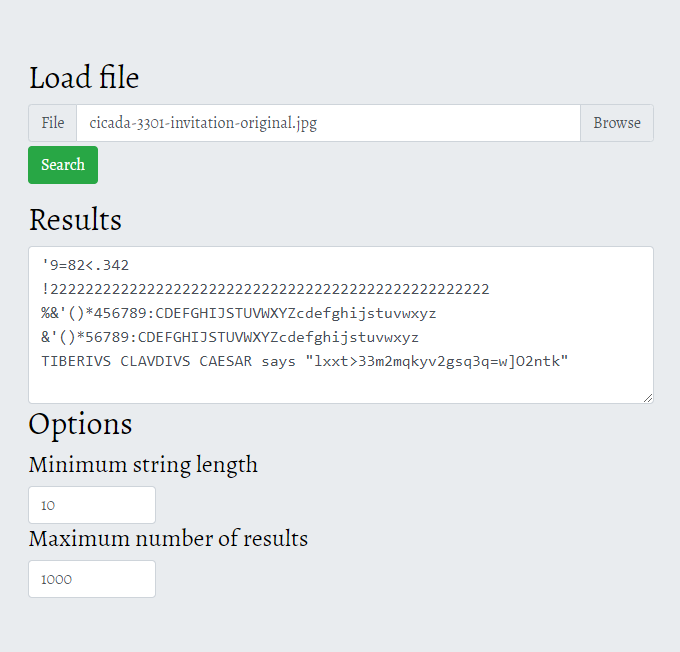 Load file
File cicada-3301-invitation-original.jpg Browse
Search
Results
'9=82<.342
!22222222222222222222222222222222222222222222222222
%&'()*456789:CDEFGHIJSTUVWXYZcdefghijstuvwxyz
&'()*56789:CDEFGHIJSTUVWXYZcdefghijstuvwxyz
TIBERIVS CLAVDIVS CAESAR says "lxxt>33m2mqkyv2gsq3q=w]O2ntk"
Options
Minimum string length
10
Maximum number of results
1000